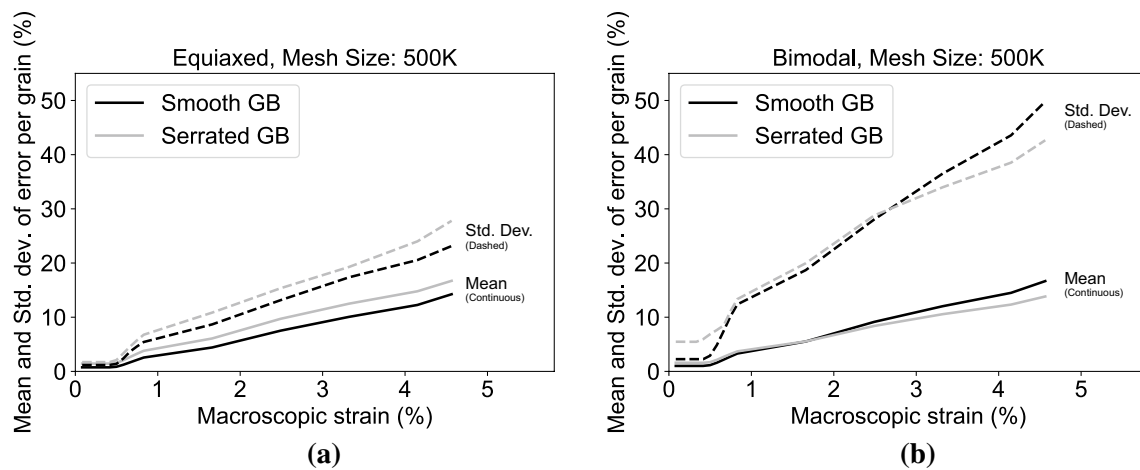 Equiaxed, Mesh Size: 500K
Mean and Std. dev. of error per grain (%)
50
40
30
20
10
0
Smooth GB
Serrated GB
Std. Dev.
(Dashed)
Mean
(Continuous)
0 1 2 3 4 5
Macroscopic strain (%)
(a)
Bimodal, Mesh Size: 500K
Mean and Std. dev. of error per grain (%)
50
40
30
20
10
0
Smooth GB
Serrated GB
Std. Dev.
(Dashed)
Mean
(Continuous)
0 1 2 3 4 5
Macroscopic strain (%)
(b)